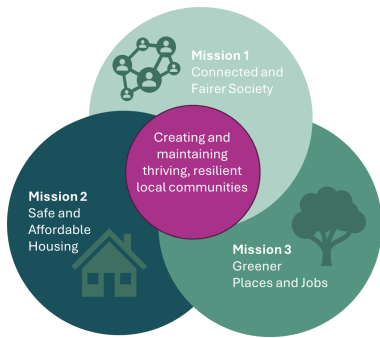 Mission 1
Connected and
Fairer Society
Creating and
maintaining
thriving, resilient
local communities
Mission 2
Safe and
Affordable
Housing
Mission 3
Greener
Places and Jobs